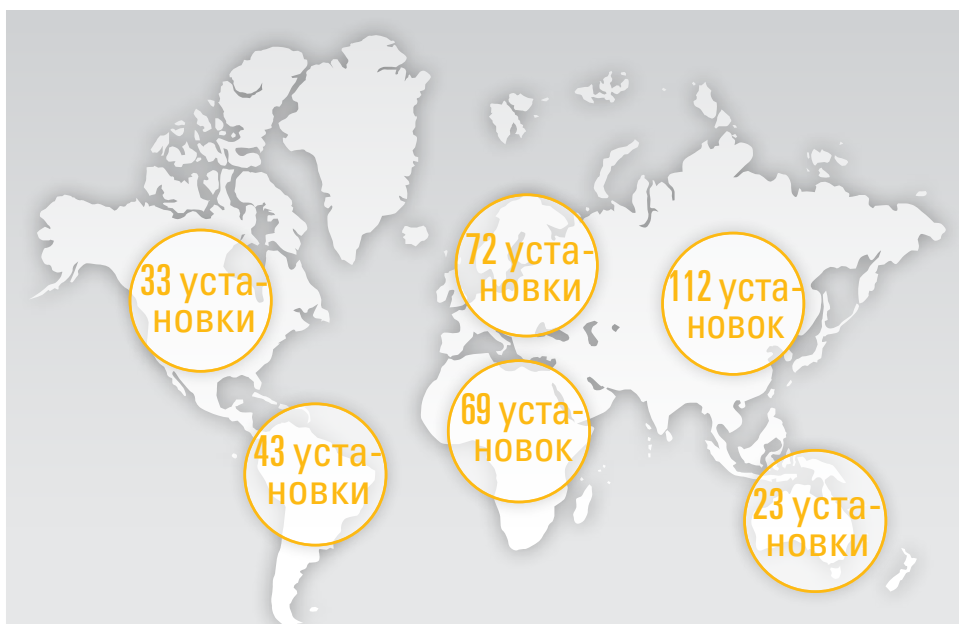 33 уста-
новки
72 уста-
новки
112 уста-
новок
43 уста-
новки
69 уста-
новок
23 уста-
новки